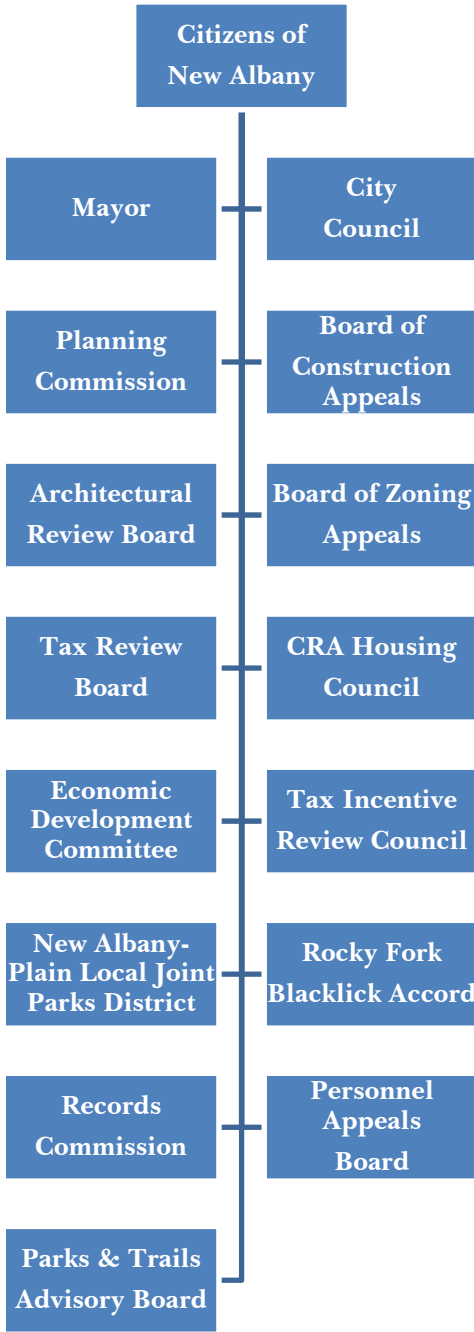 Citizens of
New Albany
Mayor
City
Council
Planning
Commission
Board of
Construction
Appeals
Architectural
Review Board
Board of Zoning
Appeals
Tax Review
Board
CRA Housing
Council
Economic
Development
Committee
Tax Incentive
Review Council
New Albany-
Plain Local Joint
Parks District
Rocky Fork
Blacklick Accord
Records
Commission
Personnel
Appeals
Board
Parks & Trails
Advisory Board